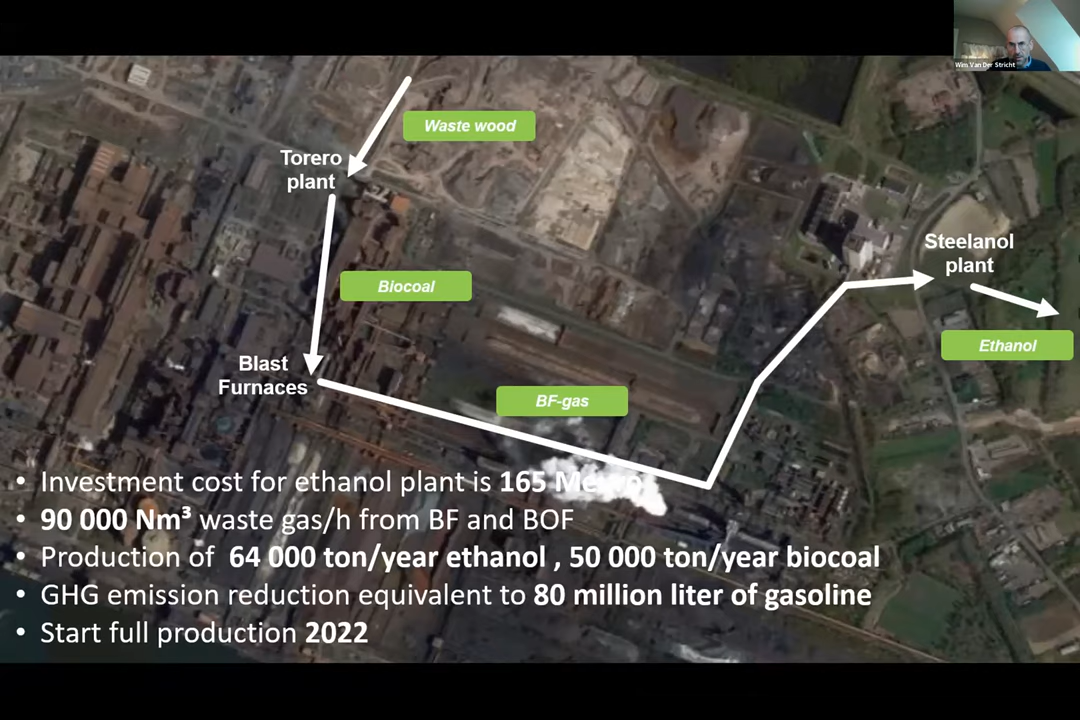 Wim Van Der Stricht
Waste wood
Torero
plant
Steelanol
plant
Biocoal
Ethanol
Blast
Furnaces
BF-gas
• Investment cost for ethanol plant is 165 Meuro
• 90 000 Nm³ waste gas/h from BF and BOF
• Production of 64 000 ton/year ethanol , 50 000 ton/year biocoal
• GHG emission reduction equivalent to 80 million liter of gasoline
• Start full production 2022